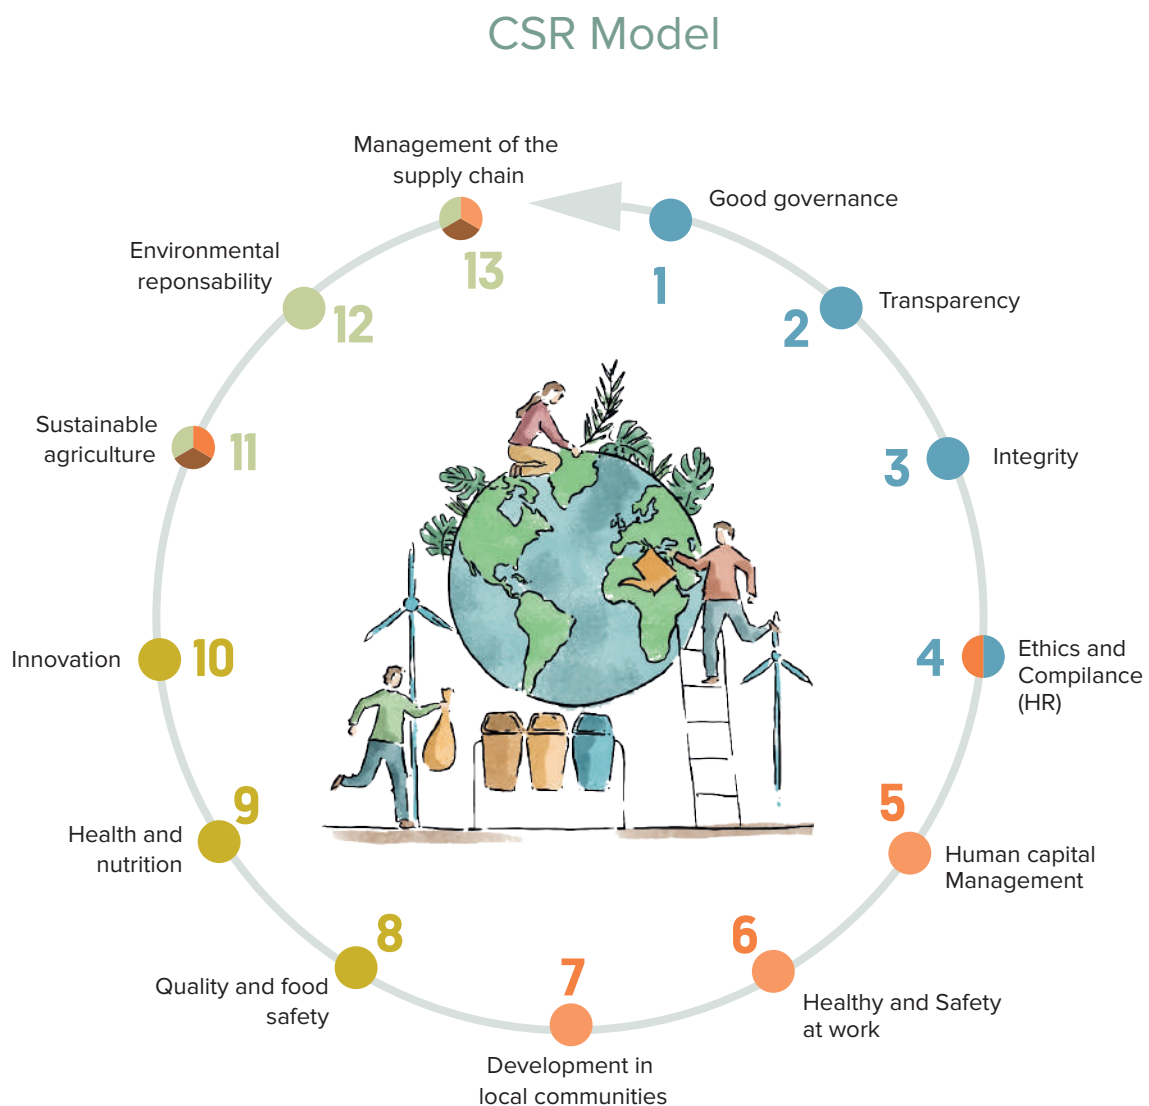 CSR Model
Good governance
1
Transparency
2
Integrity
3
Ethics and
Compilance
(HR)
4
5
Human capital
Management
6
Healthy and Safety
at work
7
Development in
local communities
8
Quality and food
safety
9
Health and
nutrition
Innovation
10
Sustainable
agriculture
11
Environmental
reponsability
12
Management of the
supply chain
13